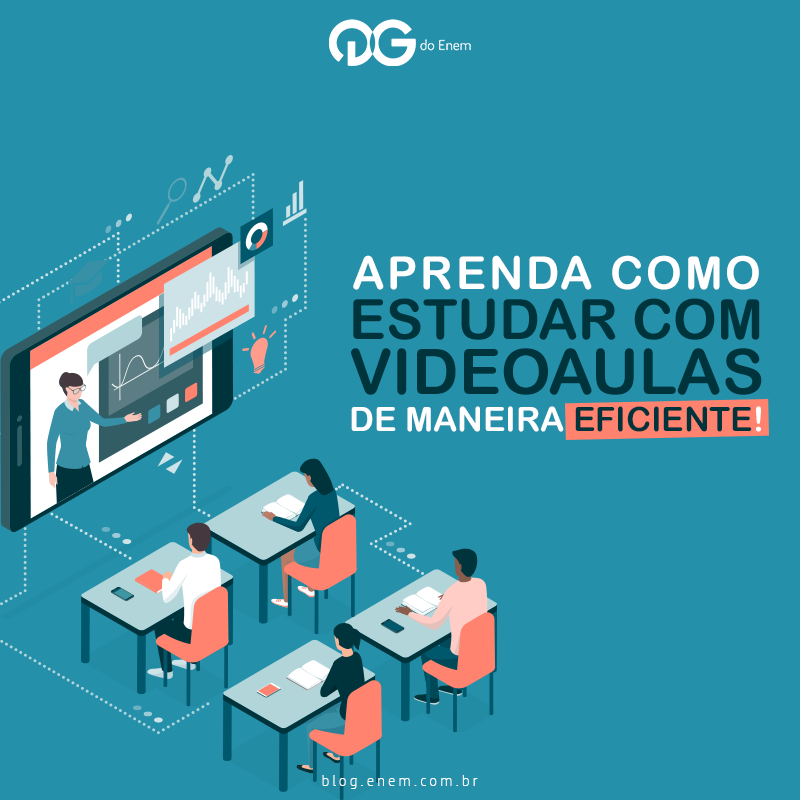 QG do Enem
APRENDA COMO
ESTUDAR COM
VIDEOAULAS
DE MANEIRA EFICIENTE!
blog.enem.com.br